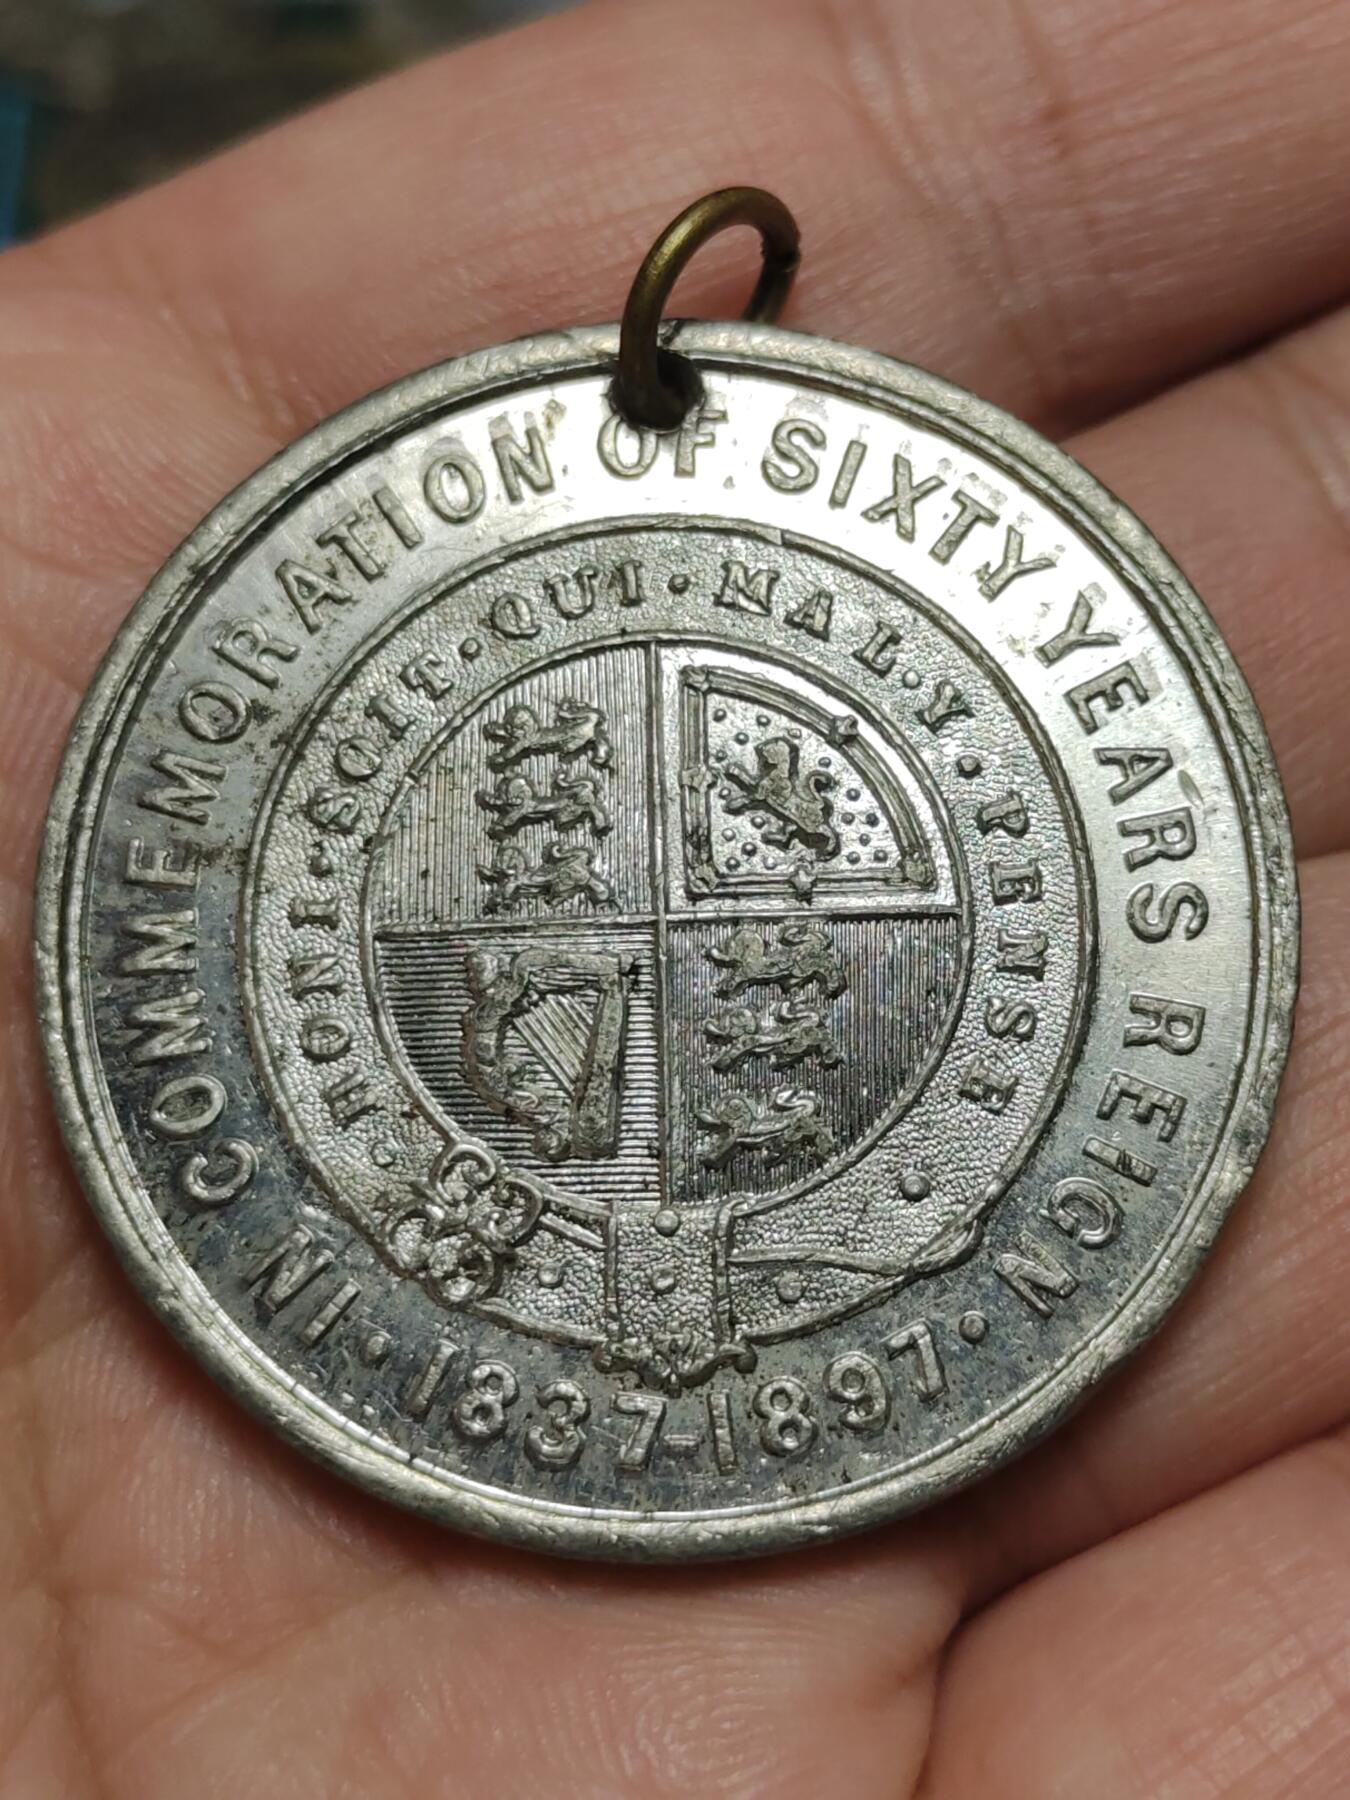 IN COMMEMORATION OF SIXTY YEARS REIGN
· 1837-1897 ·
· HONI · SOIT · QUI · MAL · Y · PENSE